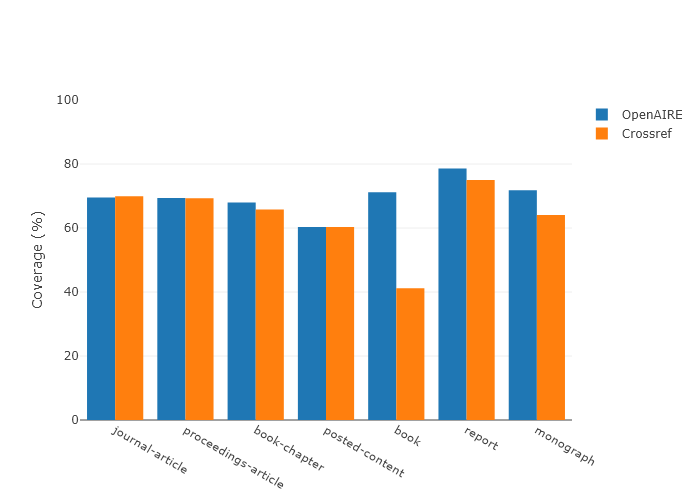 100
80
60
40
20
0
Coverage (%)
journal-article
proceedings-article
book-chapter
posted-content
book
report
monograph
OpenAIRE
Crossref